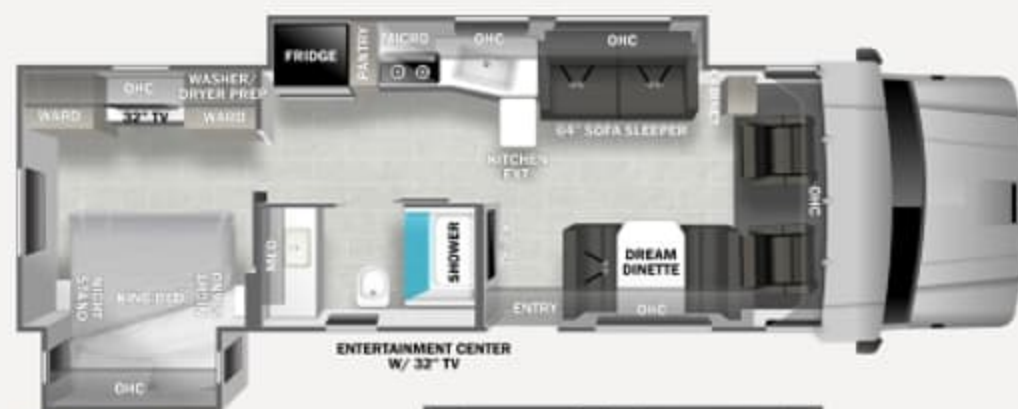 FRIDGE
PANTRY
MICRO
OHC
OHC
OHC
WASHER/
DRYER PREP
WARD
32" TV
WARD
64" SOFA SLEEPER
KITCHEN
EXT.
OHC
MED
SHOWER
DREAM
DINETTE
NIGHT
STAND
KING BED
NIGHT
STAND
ENTRY
OHC
ENTERTAINMENT CENTER
W/ 32" TV
OHC